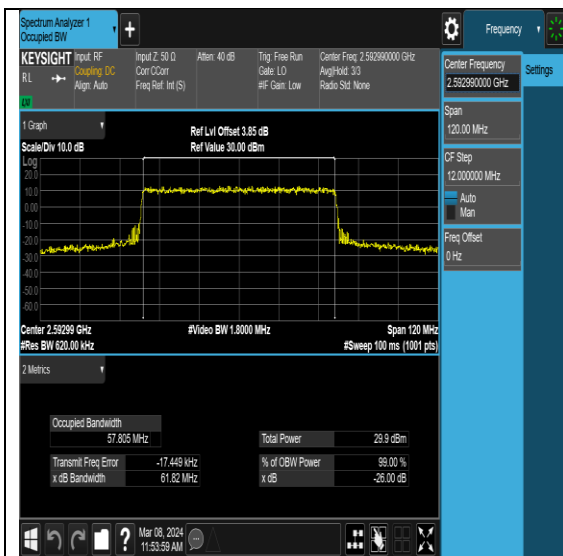 Spectrum Analyzer 1
Occupied BW
+
Frequency
KEYSIGHT
Input: RF
Input Z: 50 Ω
Atten: 40 dB
Trig: Free Run
Center Freq: 2.592990000 GHz
RL
Coupling: DC
Corr CCorr
Gate: LO
Avg|Hold: 3/3
Align: Auto
Freq Ref: Int (S)
#IF Gain: Low
Radio Std: None
Center Frequency
2.592990000 GHz
Settings
Span
120.00 MHz
CF Step
12.000000 MHz
Auto
Man
Freq Offset
0 Hz
1 Graph
Ref Lvl Offset 3.85 dB
Scale/Div 10.0 dB
Ref Value 30.00 dBm
Log
20.0
10.0
0.00
-10.0
-20.0
-30.0
-40.0
-50.0
-60.0
Center 2.59299 GHz
#Video BW 1.8000 MHz
Span 120 MHz
#Res BW 620.00 kHz
#Sweep 100 ms (1001 pts)
2 Metrics
Occupied Bandwidth
57.805 MHz
Total Power
29.9 dBm
Transmit Freq Error
-17.449 kHz
% of OBW Power
99.00 %
x dB Bandwidth
61.82 MHz
x dB
-26.00 dB
?
Mar 08, 2024
11:53:59 AM